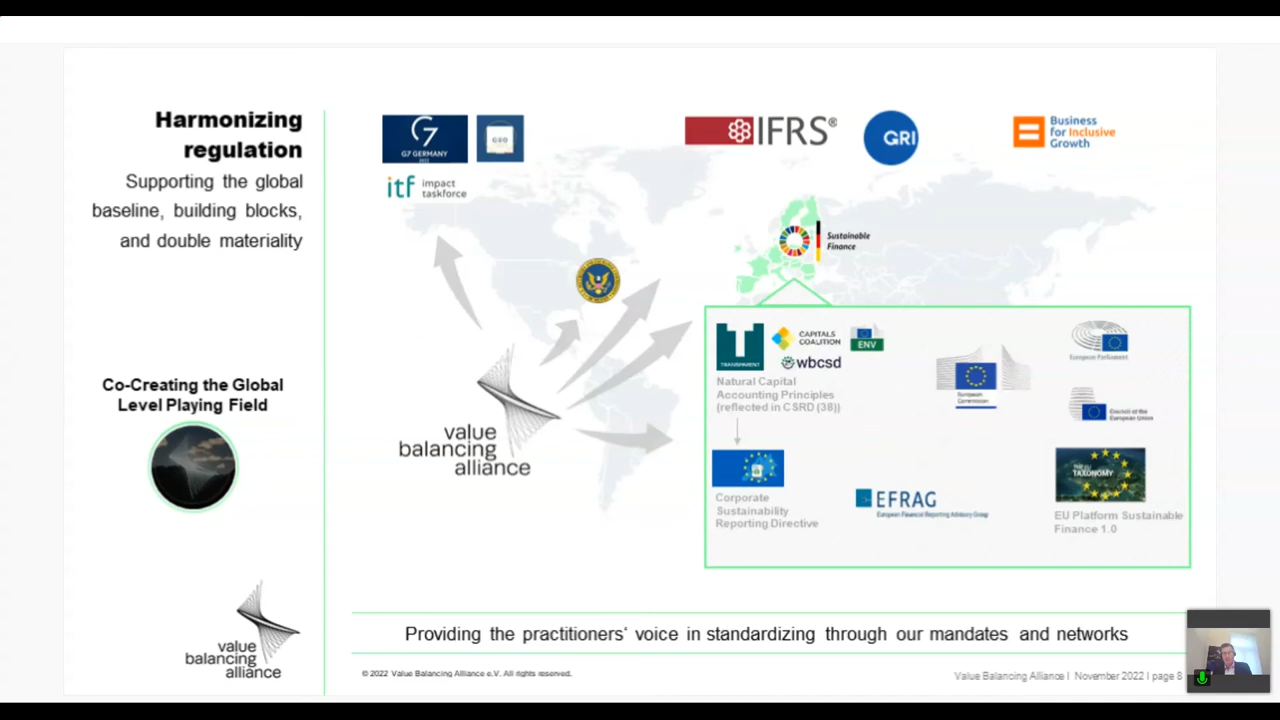 Harmonizing
regulation
Supporting the global
baseline, building blocks,
and double materiality
Co-Creating the Global
Level Playing Field
value
balancing
alliance
G7 GERMANY
2022
itf impact
taskforce
IFRS®
GRI
Business
for Inclusive
Growth
Sustainable
Finance
value
balancing
alliance
TRANSPARENT
CAPITALS
COALITION
wbcsd
ENV
Natural Capital
Accounting Principles
(reflected in CSRD (38))
Corporate
Sustainability
Reporting Directive
European
Commission
EFRAG
European Financial Reporting Advisory Group
European Parliament
Council of the
European Union
THE EU
TAXONOMY
EU Platform Sustainable
Finance 1.0
Providing the practitioners‘ voice in standardizing through our mandates and networks
© 2022 Value Balancing Alliance e.V. All rights reserved.
Value Balancing Alliance I November 2022 I page 8